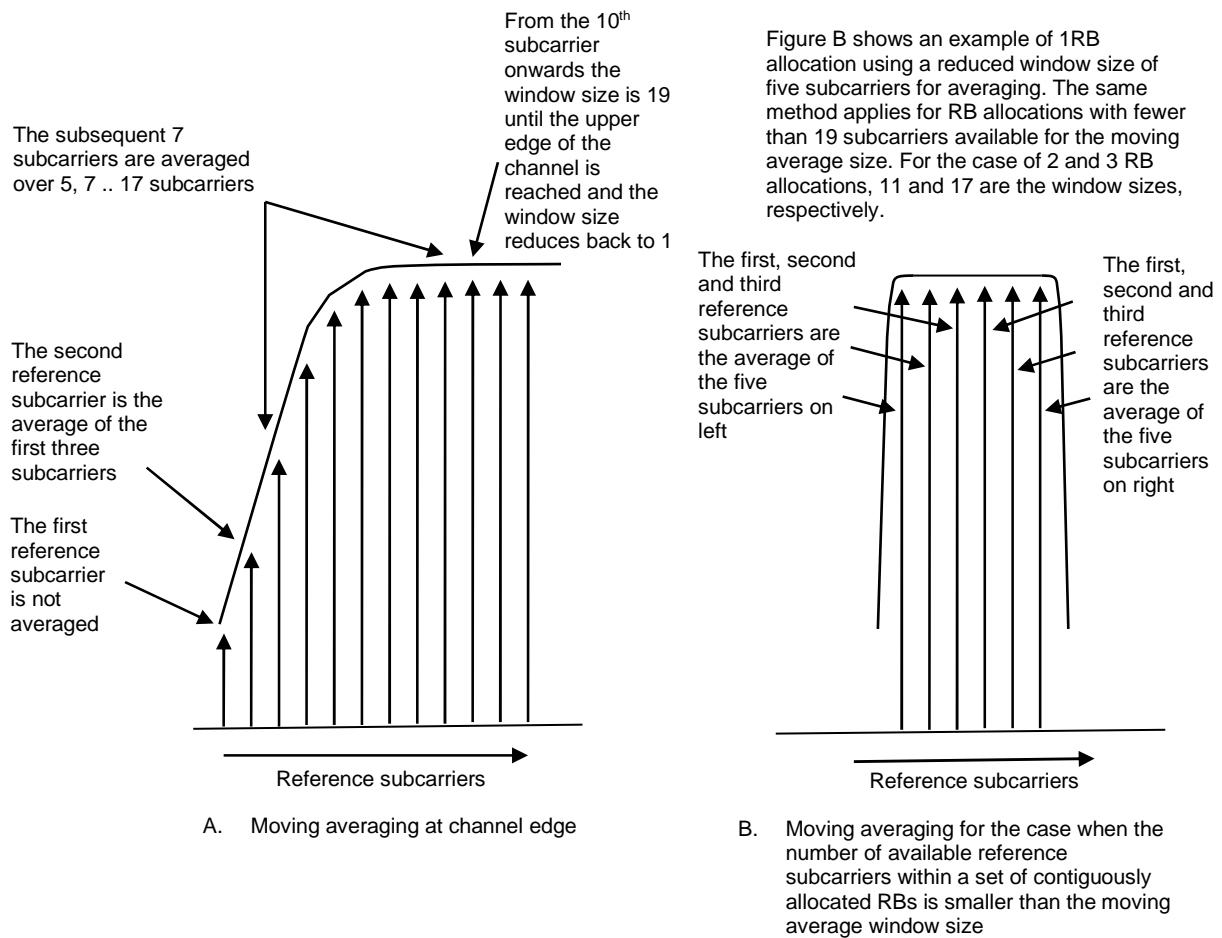 From the 10th
subcarrier
onwards the
window size is 19
until the upper
edge of the
channel is
reached and the
window size
reduces back to 1
Figure B shows an example of 1RB
allocation using a reduced window size of
five subcarriers for averaging. The same
method applies for RB allocations with fewer
than 19 subcarriers available for the moving
average size. For the case of 2 and 3 RB
allocations, 11 and 17 are the window sizes,
respectively.
The subsequent 7
subcarriers are averaged
over 5, 7 .. 17 subcarriers
The second
reference
subcarrier is the
average of the
first three
subcarriers
The first
reference
subcarrier
is not
averaged
The first, second
and third
reference
subcarriers are
the average of
the five
subcarriers on
left
The first,
second and
third
reference
subcarriers
are the
average of
the five
subcarriers
on right
Reference subcarriers
Reference subcarriers
A. Moving averaging at channel edge
B. Moving averaging for the case when the
number of available reference
subcarriers within a set of contiguously
allocated RBs is smaller than the moving
average window size